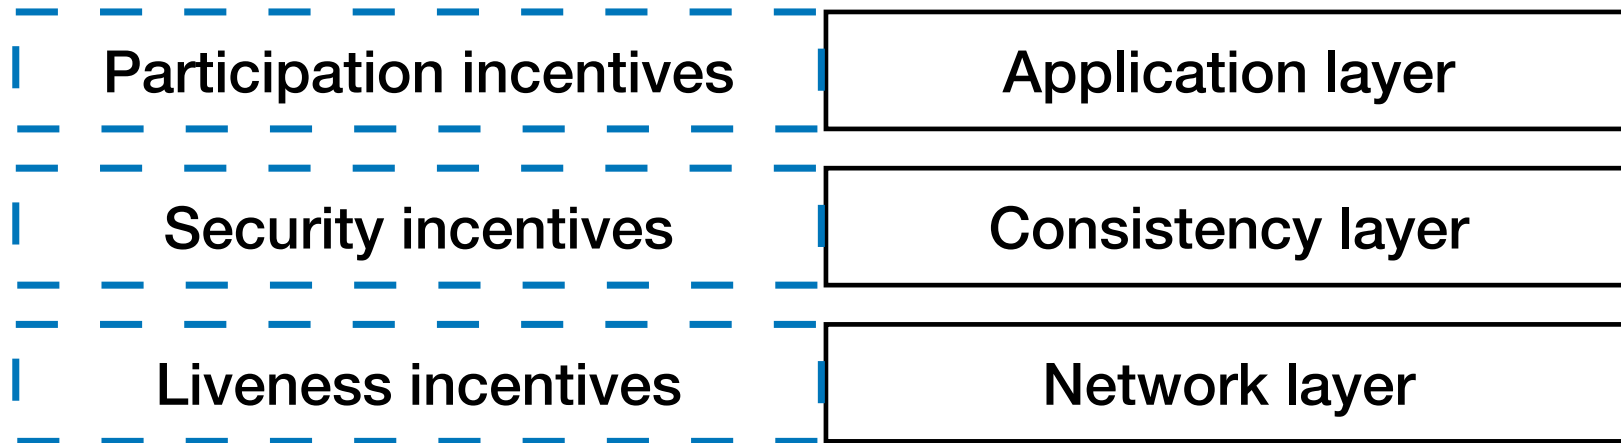 Participation incentives
Application layer
Security incentives
Consistency layer
Liveness incentives
Network layer